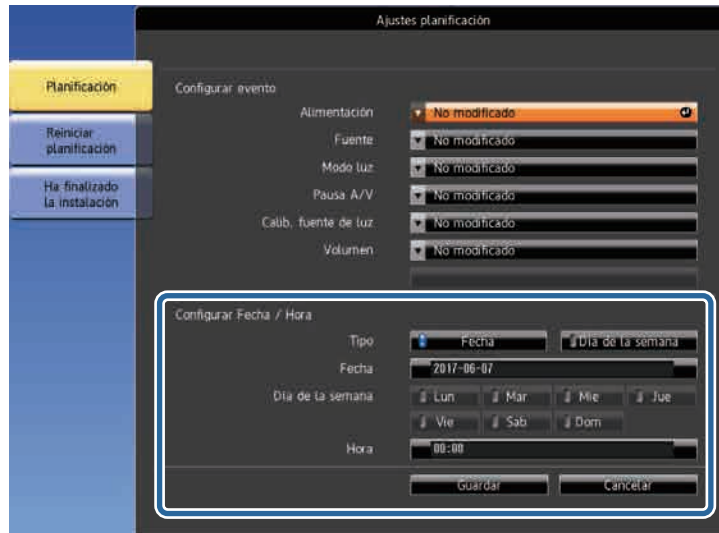 Ajustes planificación
Planificación
Reiniciar
planificación
Ha finalizado
la instalación
Configurar evento
Alimentación No modificado
Fuente No modificado
Modo luz No modificado
Pausa A/V No modificado
Calib. fuente de luz No modificado
Volumen No modificado
Configurar Fecha / Hora
Tipo Fecha Día de la semana
Fecha 2017-06-07
Día de la semana Lun Mar Mie Jue
Vie Sab Dom
Hora 00:00
Guardar Cancelar